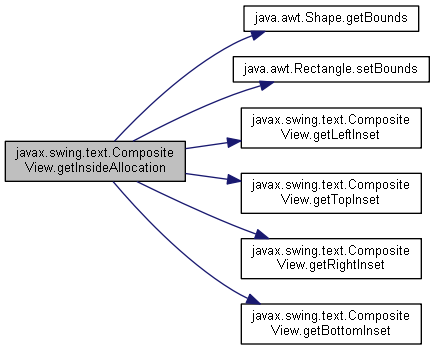 java.awt.Shape.getBounds
java.awt.Rectangle.setBounds
javax.swing.text.Composite
View.getLeftInset
javax.swing.text.Composite
View.getInsideAllocation
javax.swing.text.Composite
View.getTopInset
javax.swing.text.Composite
View.getRightInset
javax.swing.text.Composite
View.getBottomInset